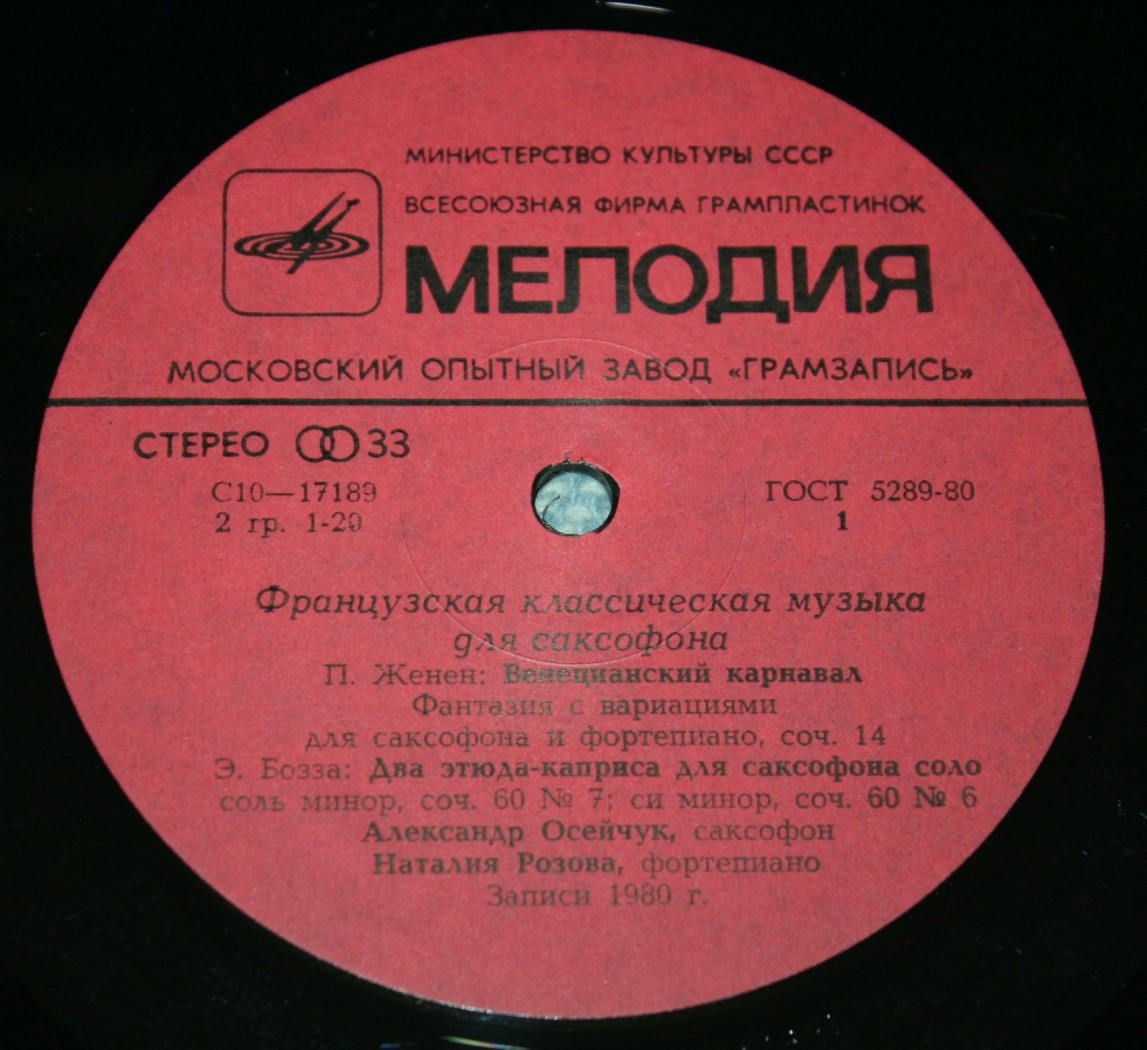 МИНИСТЕРСТВО КУЛЬТУРЫ СССР
ВСЕСОЮЗНАЯ ФИРМА ГРАМПЛАСТИНОК
МЕЛОДИЯ
МОСКОВСКИЙ ОПЫТНЫЙ ЗАВОД «ГРАМЗАПИСЬ»
СТЕРЕО 33
С10—17189 ГОСТ 5289-80
2 гр. 1-20 1
Французская классическая музыка
для саксофона
П. Женен: Венецианский карнавал
Фантазия с вариациями
для саксофона и фортепиано, соч. 14
Э. Бозза: Два этюда-каприса для саксофона соло
соль минор, соч. 60 № 7; си минор, соч. 60 № 6
Александр Осейчук, саксофон
Наталия Розова, фортепиано
Записи 1980 г.